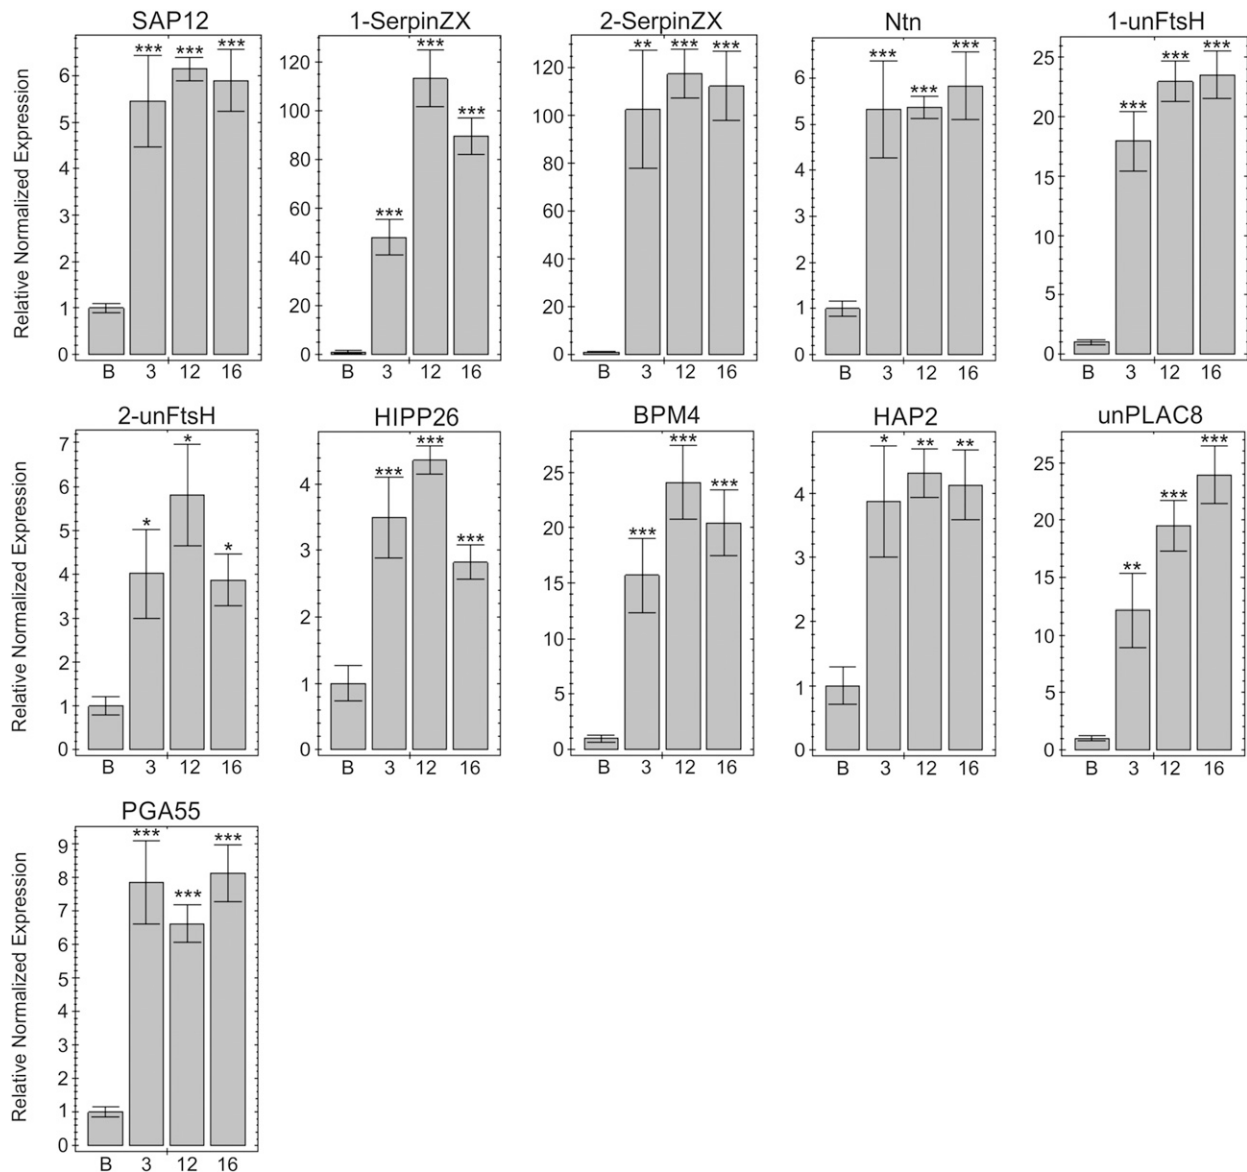 SAP12
1-SerpinZX
2-SerpinZX
Ntn
1-unFtsH
Relative Normalized Expression
6
5
4
3
2
1
0
*** *** ***
B 3 12 16
120
100
80
60
40
20
0
*** *** ***
B 3 12 16
120
100
80
60
40
20
0
** *** ***
B 3 12 16
6
5
4
3
2
1
0
*** *** ***
B 3 12 16
25
20
15
10
5
0
*** *** ***
B 3 12 16
2-unFtsH
HIPP26
BPM4
HAP2
unPLAC8
Relative Normalized Expression
7
6
5
4
3
2
1
0
* * *
B 3 12 16
4
3
2
1
0
*** *** ***
B 3 12 16
25
20
15
10
5
0
*** *** ***
B 3 12 16
4
3
2
1
0
* ** **
B 3 12 16
25
20
15
10
5
0
** *** ***
B 3 12 16
PGA55
Relative Normalized Expression
9
8
7
6
5
4
3
2
1
0
*** *** ***
B 3 12 16